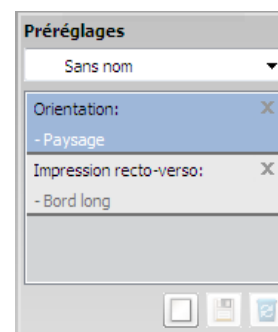 Préréglages
Sans nom
Orientation:
- Paysage
Impression recto-verso:
- Bord long